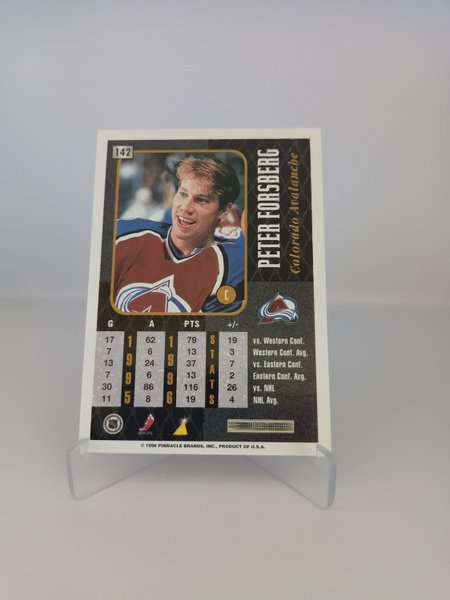 142
PETER FORSBERG
Colorado Avalanche
C
G A PTS +/-
17 62 79 19 vs. Western Conf.
7 6 7 3 Western Conf. Avg.
13 24 37 7 vs. Eastern Conf.
7 6 7 2 Eastern Conf. Avg.
30 86 116 26 vs. NHL
11 8 19 4 NHL Avg.
1995
1996
STATS
© 1996 PINNACLE BRANDS, INC., PRODUCT OF U.S.A.